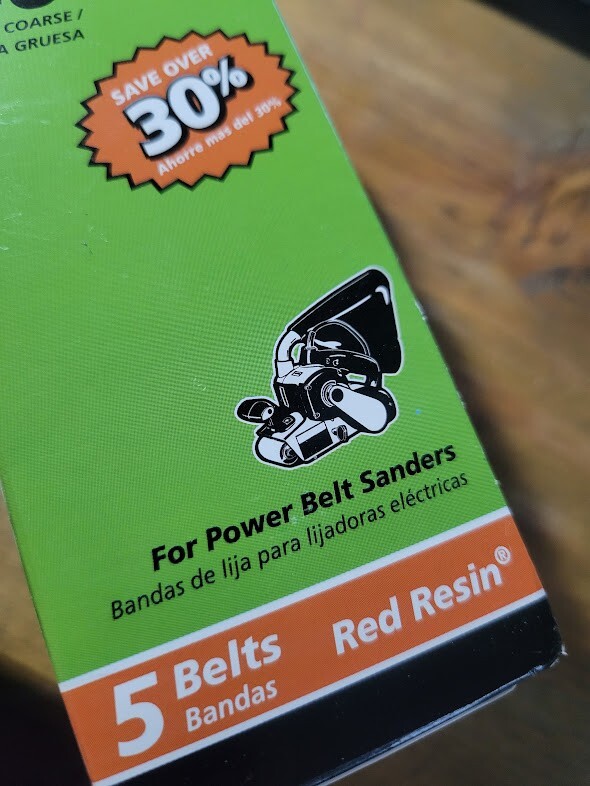 COARSE /
A GRUESA
SAVE OVER
30%
Ahorre mas del 30%
For Power Belt Sanders
Bandas de lija para lijadoras eléctricas
5 Belts
Bandas
Red Resin®